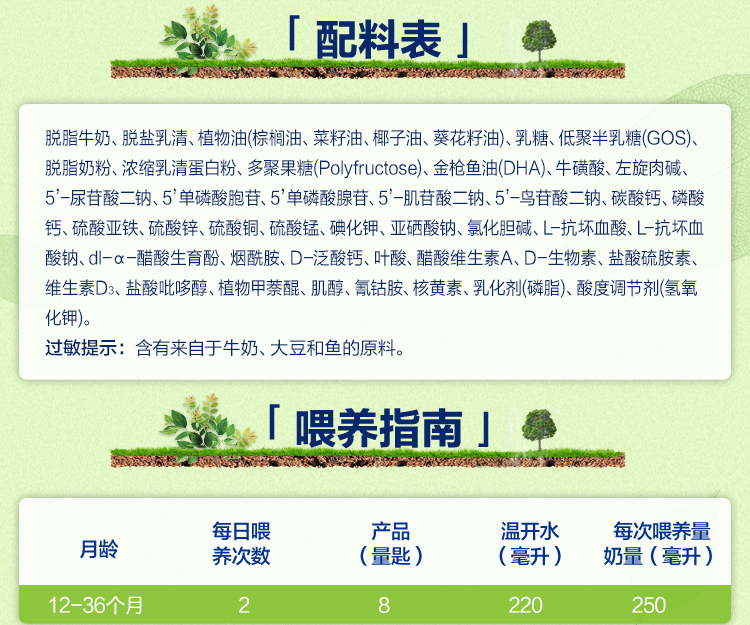 「配料表」
脱脂牛奶、脱盐乳清、植物油(棕榈油、菜籽油、椰子油、葵花籽油)、乳糖、低聚半乳糖(GOS)、
脱脂奶粉、浓缩乳清蛋白粉、多聚果糖(Polyfructose)、金枪鱼油(DHA)、牛磺酸、左旋肉碱、
5’-尿苷酸二钠、5’单磷酸胞苷、5’单磷酸腺苷、5’-肌苷酸二钠、5’-鸟苷酸二钠、碳酸钙、磷酸
钙、硫酸亚铁、硫酸锌、硫酸铜、硫酸锰、碘化钾、亚硒酸钠、氯化胆碱、L-抗坏血酸、L-抗坏血
酸钠、dl-α-醋酸生育酚、烟酰胺、D-泛酸钙、叶酸、醋酸维生素A、D-生物素、盐酸硫胺素、
维生素D3、盐酸吡哆醇、植物甲萘醌、肌醇、氰钴胺、核黄素、乳化剂(磷脂)、酸度调节剂(氢氧
化钾)。
过敏提示：含有来自于牛奶、大豆和鱼的原料。
「喂养指南」
月龄 每日喂养次数 产品（量匙） 温开水（毫升） 每次喂养量奶量（毫升）
12-36个月 2 8 220 250